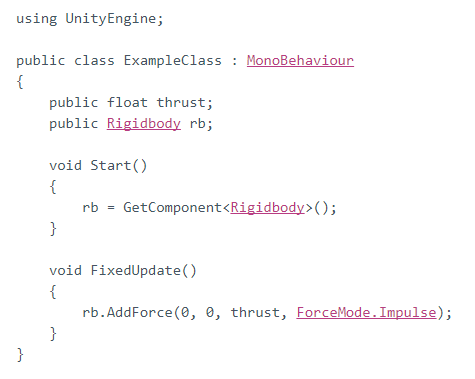 using UnityEngine;

public class ExampleClass : MonoBehaviour
{
    public float thrust;
    public Rigidbody rb;

    void Start()
    {
        rb = GetComponent<Rigidbody>();
    }

    void FixedUpdate()
    {
        rb.AddForce(0, 0, thrust, ForceMode.Impulse);
    }
}